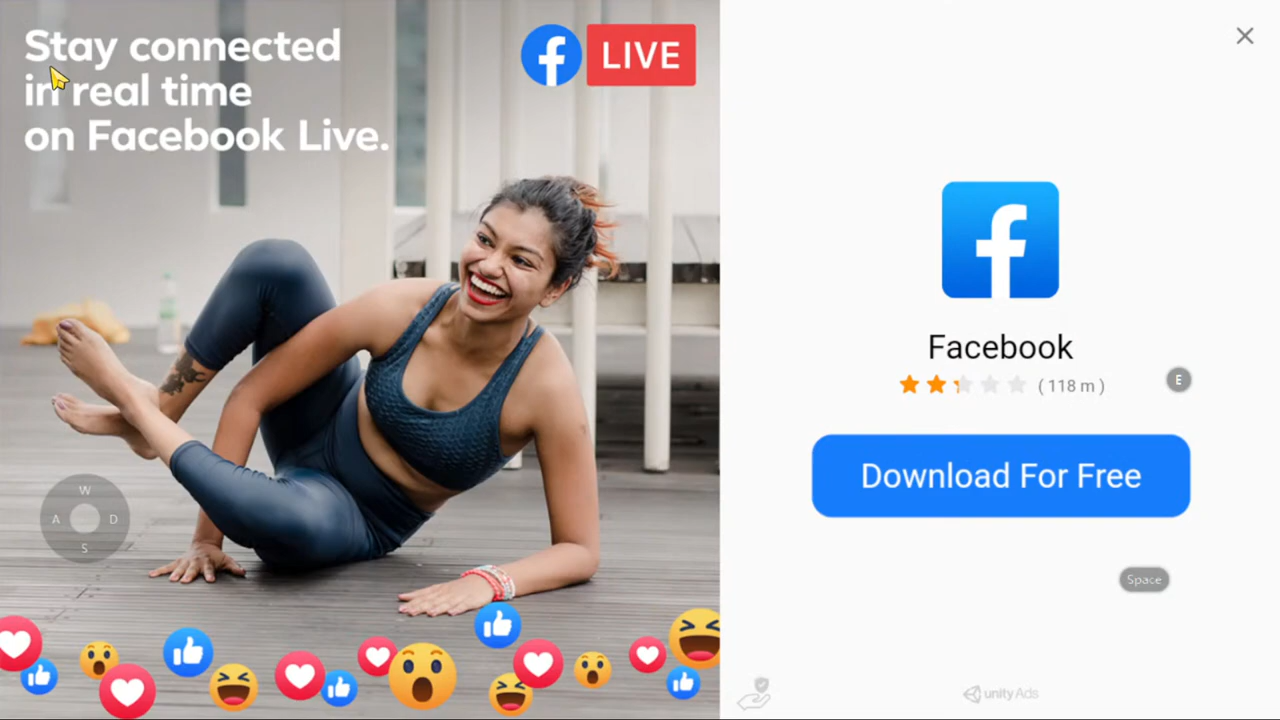 Stay connected
in real time
on Facebook Live.
f LIVE
f
Facebook
( 118 m )
E
Download For Free
W
A D
S
Space
unity Ads